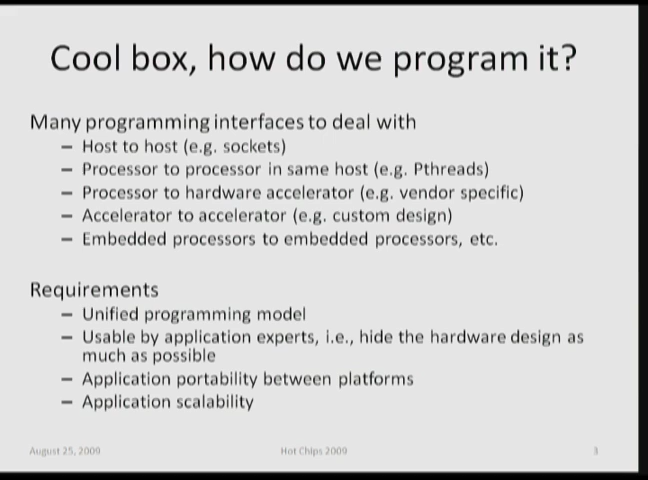 Cool box, how do we program it?
Many programming interfaces to deal with
– Host to host (e.g. sockets)
– Processor to processor in same host (e.g. Pthreads)
– Processor to hardware accelerator (e.g. vendor specific)
– Accelerator to accelerator (e.g. custom design)
– Embedded processors to embedded processors, etc.
Requirements
– Unified programming model
– Usable by application experts, i.e., hide the hardware design as
much as possible
– Application portability between platforms
– Application scalability
August 25, 2009
Hot Chips 2009
3